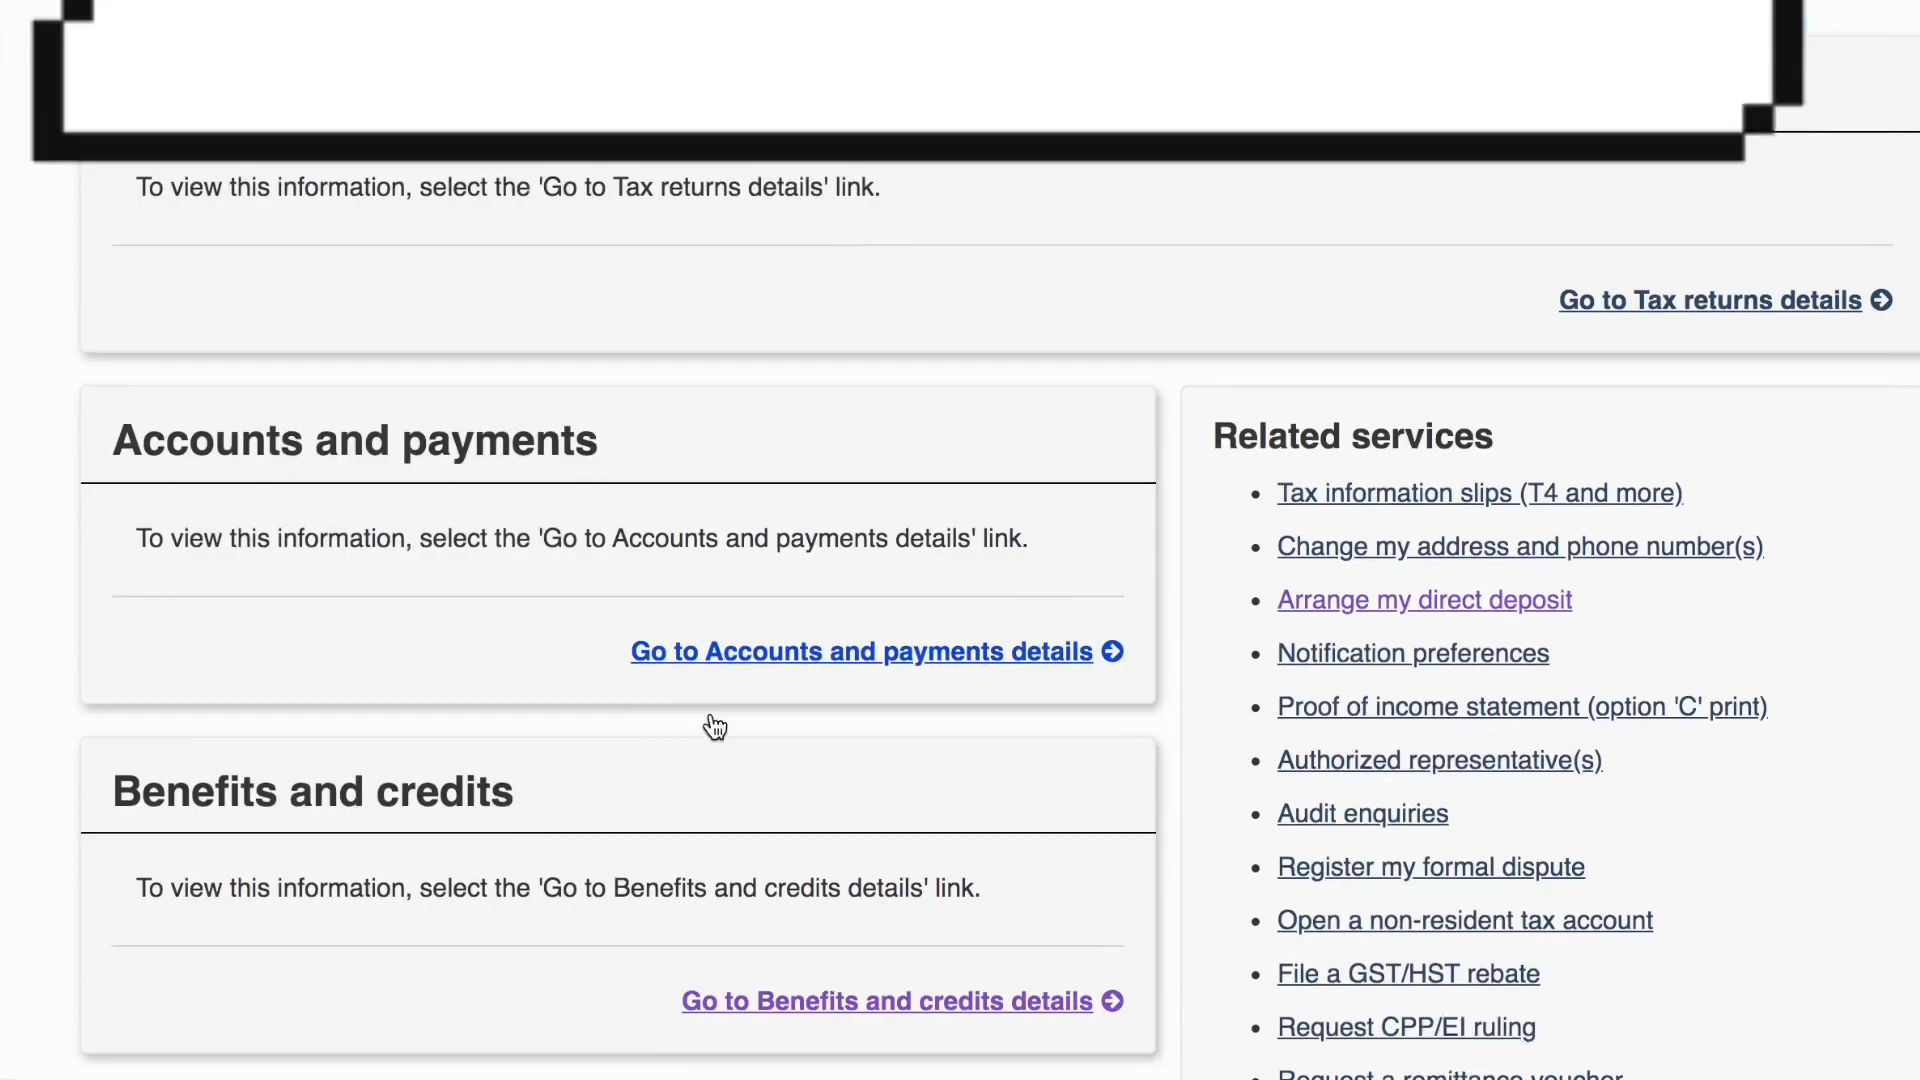 To view this information, select the 'Go to Tax returns details' link.
Go to Tax returns details
Accounts and payments
To view this information, select the 'Go to Accounts and payments details' link.
Go to Accounts and payments details
Benefits and credits
To view this information, select the 'Go to Benefits and credits details' link.
Go to Benefits and credits details
Related services
Tax information slips (T4 and more)
Change my address and phone number(s)
Arrange my direct deposit
Notification preferences
Proof of income statement (option 'C' print)
Authorized representative(s)
Audit enquiries
Register my formal dispute
Open a non-resident tax account
File a GST/HST rebate
Request CPP/EI ruling
Request a remittance voucher